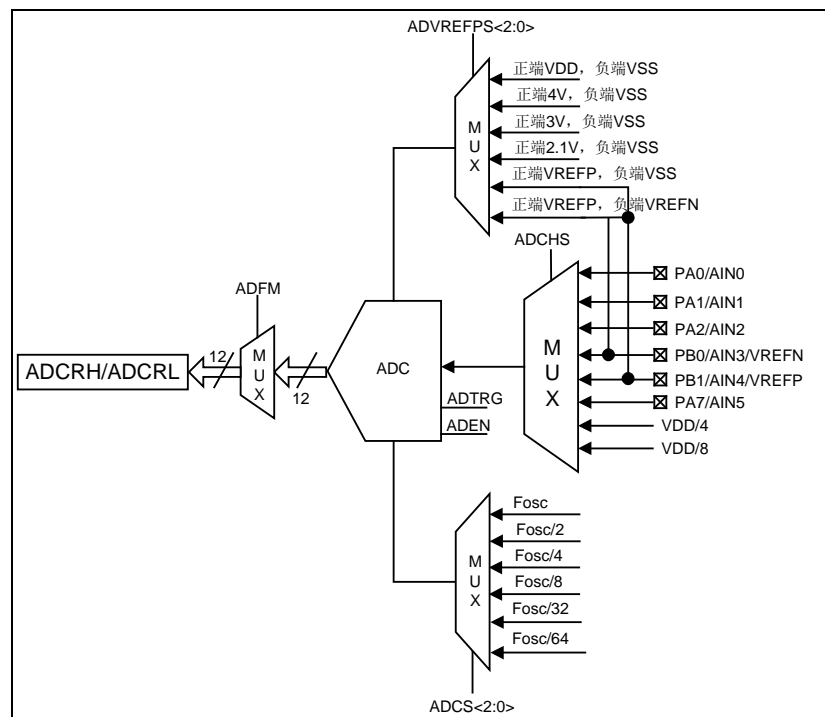 ADVREFPS<2:0>
正端VDD，负端VSS
正端4V，负端VSS
正端3V，负端VSS
正端2.1V，负端VSS
正端VREFP，负端VSS
正端VREFP，负端VREFN
MUX
ADCHS
PA0/AIN0
PA1/AIN1
PA2/AIN2
PB0/AIN3/VREFN
PB1/AIN4/VREFP
PA7/AIN5
VDD/4
VDD/8
MUX
ADFM
ADCRH/ADCRL
12
MUX
12
ADC
ADTRG
ADEN
Fosc
Fosc/2
Fosc/4
Fosc/8
Fosc/32
Fosc/64
MUX
ADCS<2:0>